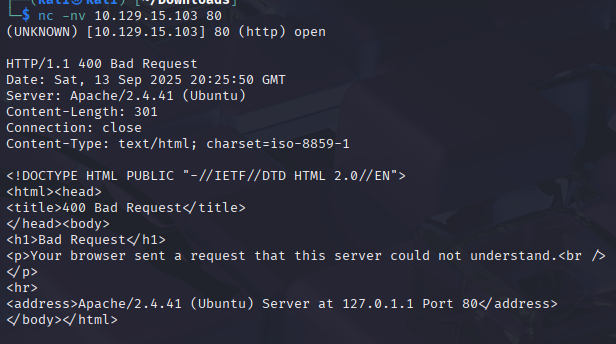 (kali㉿kali)-[~/Downloads]
└─$ nc -nv 10.129.15.103 80
(UNKNOWN) [10.129.15.103] 80 (http) open

HTTP/1.1 400 Bad Request
Date: Sat, 13 Sep 2025 20:25:50 GMT
Server: Apache/2.4.41 (Ubuntu)
Content-Length: 301
Connection: close
Content-Type: text/html; charset=iso-8859-1

<!DOCTYPE HTML PUBLIC "-//IETF//DTD HTML 2.0//EN">
<html><head>
<title>400 Bad Request</title>
</head><body>
<h1>Bad Request</h1>
<p>Your browser sent a request that this server could not understand.<br />
</p>
<hr>
<address>Apache/2.4.41 (Ubuntu) Server at 127.0.1.1 Port 80</address>
</body></html>